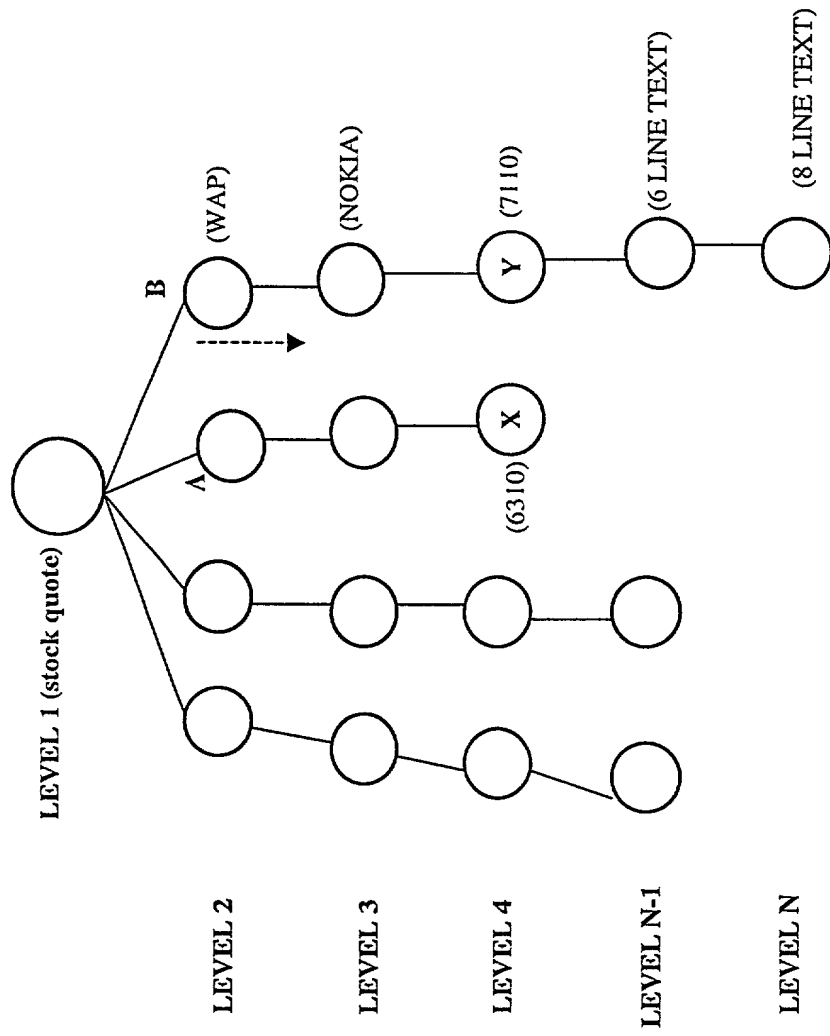 LEVEL 1 (stock quote)
B
A
LEVEL 2
(WAP)
LEVEL 3
(NOKIA)
LEVEL 4
(6310)
X
Y
(7110)
LEVEL N-1
(6 LINE TEXT)
LEVEL N
(8 LINE TEXT)